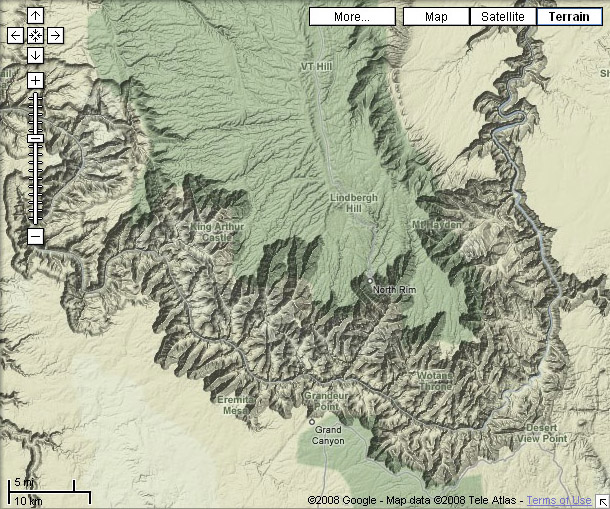 More...
Map
Satellite
Terrain
VT Hill
Lindbergh
Hill
King Arthur
Castle
Mt Hayden
North Rim
Wotans
Throne
Eremita
Mesa
Grandeur
Point
Grand
Canyon
Desert
View Point
5 mi
10 km
©2008 Google - Map data ©2008 Tele Atlas - Terms of Use